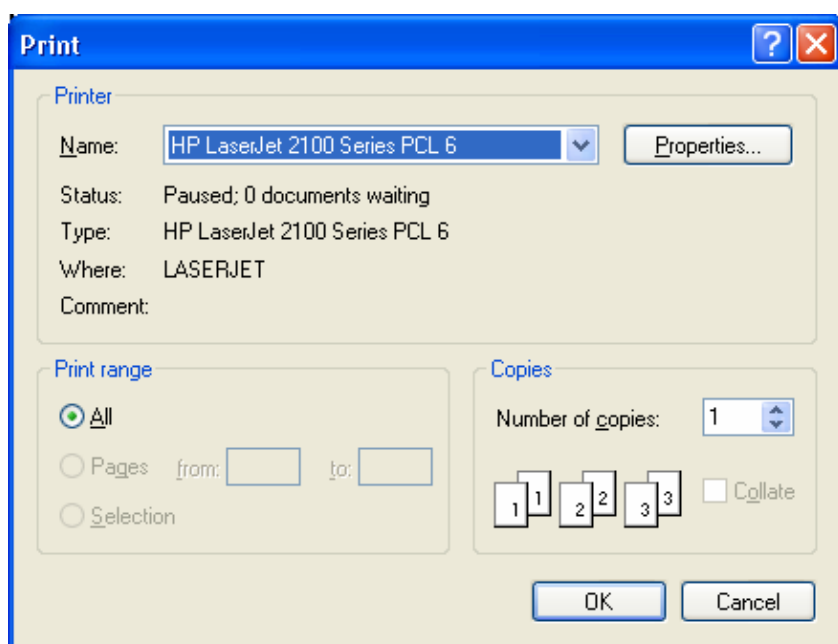 Print
Printer
Name: HP LaserJet 2100 Series PCL 6 Properties...
Status: Paused; 0 documents waiting
Type: HP LaserJet 2100 Series PCL 6
Where: LASERJET
Comment:
Print range
All
Pages from: to:
Selection
Copies
Number of copies: 1
1 1 2 2 3 3 Collate
OK Cancel